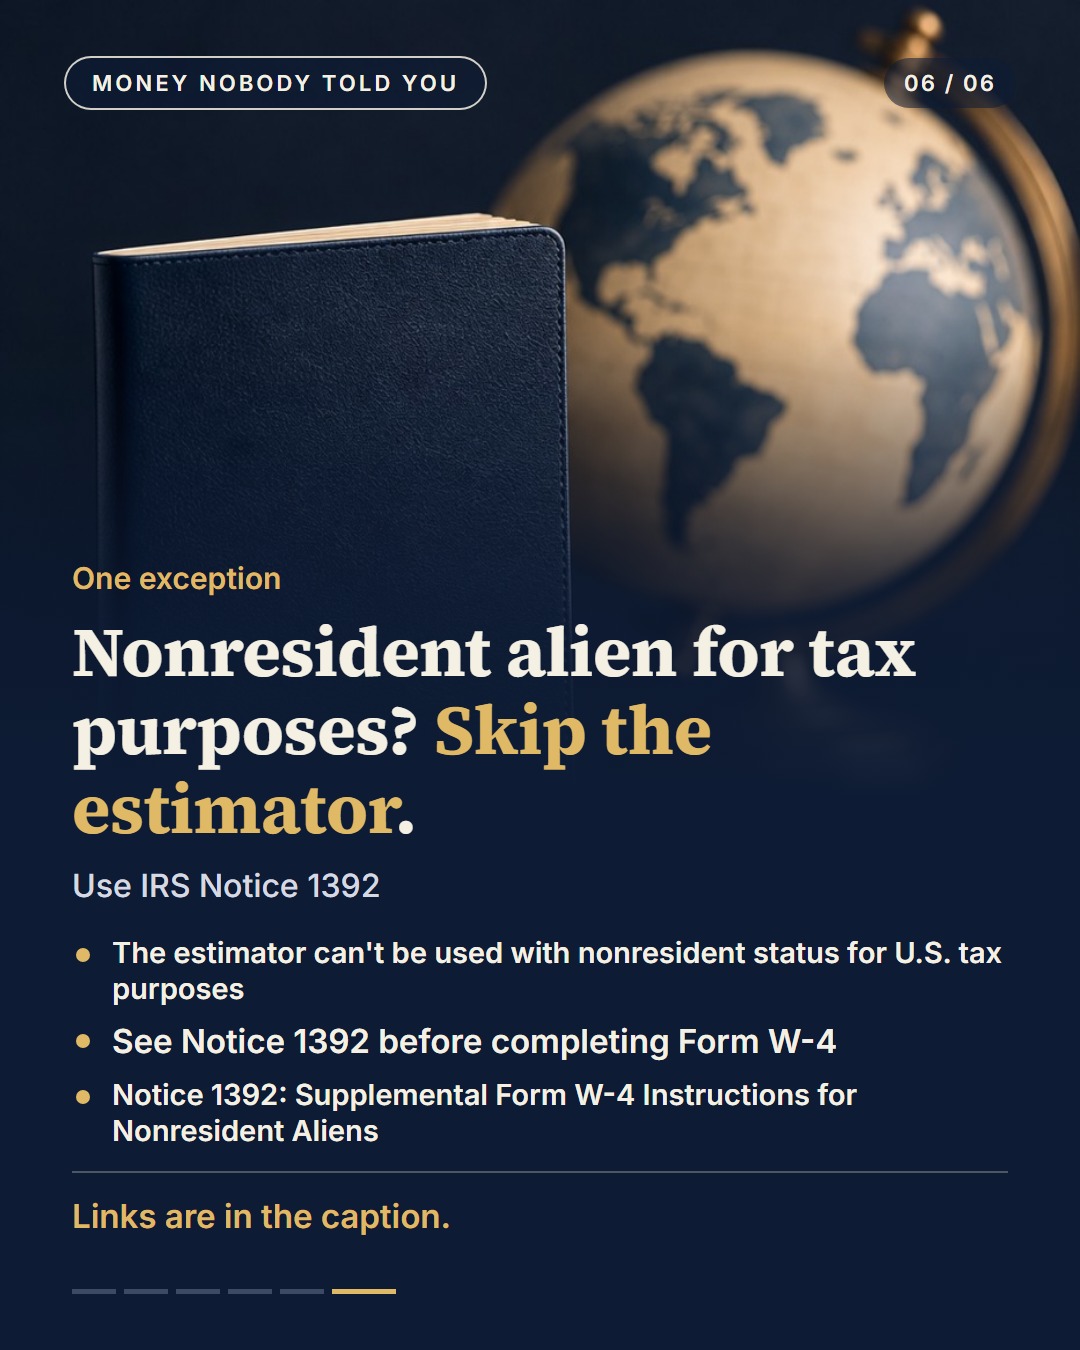 MONEY NOBODY TOLD YOU
06 / 06
One exception
Nonresident alien for tax
purposes? Skip the
estimator.
Use IRS Notice 1392
The estimator can't be used with nonresident status for U.S. tax
purposes
See Notice 1392 before completing Form W-4
Notice 1392: Supplemental Form W-4 Instructions for
Nonresident Aliens
Links are in the caption.